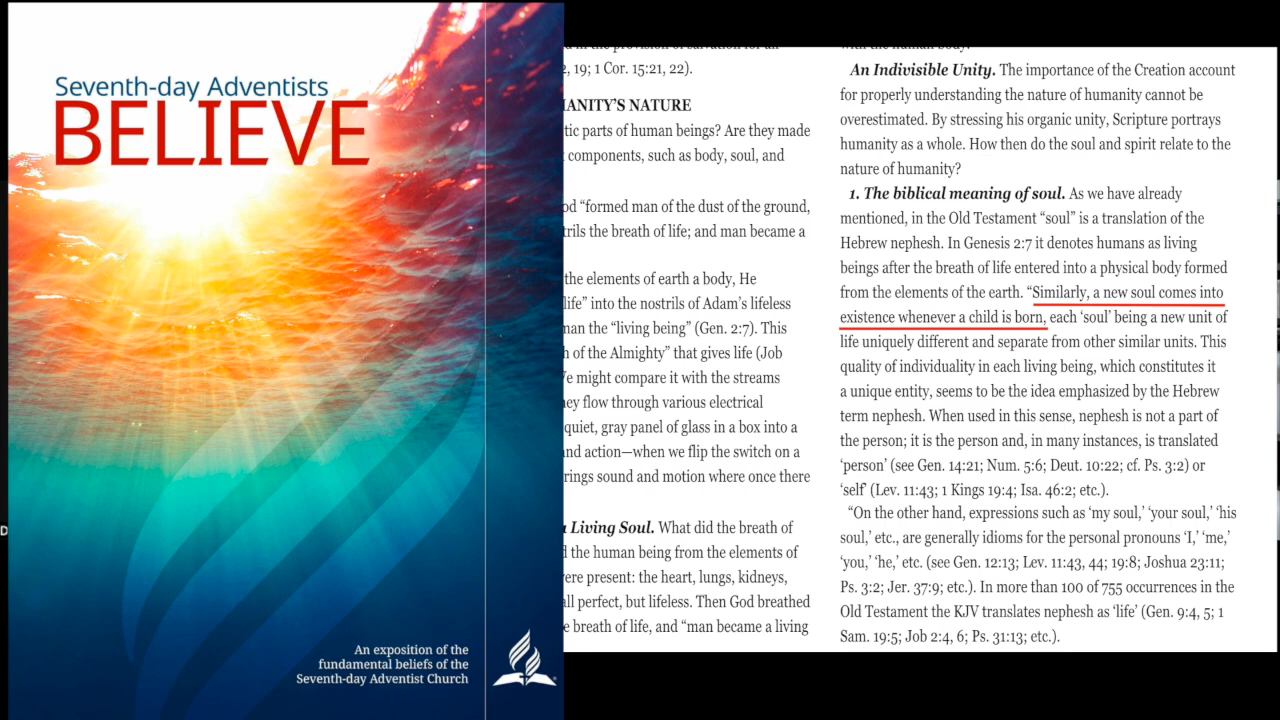 Seventh-day Adventists
BELIEVE
An exposition of the
fundamental beliefs of the
Seventh-day Adventist Church
D
2, 19; 1 Cor. 15:21, 22).
IANITY’S NATURE
tic parts of human beings? Are they made
components, such as body, soul, and
od “formed man of the dust of the ground,
trils the breath of life; and man became a
the elements of earth a body, He
life” into the nostrils of Adam’s lifeless
man the “living being” (Gen. 2:7). This
h of the Almighty” that gives life (Job
e might compare it with the streams
ey flow through various electrical
quiet, gray panel of glass in a box into a
nd action—when we flip the switch on a
rings sound and motion where once there
a Living Soul. What did the breath of
d the human being from the elements of
ere present: the heart, lungs, kidneys,
all perfect, but lifeless. Then God breathed
e breath of life, and “man became a living
with the human body.
An Indivisible Unity. The importance of the Creation account
for properly understanding the nature of humanity cannot be
overestimated. By stressing his organic unity, Scripture portrays
humanity as a whole. How then do the soul and spirit relate to the
nature of humanity?
1. The biblical meaning of soul. As we have already
mentioned, in the Old Testament “soul” is a translation of the
Hebrew nephesh. In Genesis 2:7 it denotes humans as living
beings after the breath of life entered into a physical body formed
from the elements of the earth. “Similarly, a new soul comes into
existence whenever a child is born, each ‘soul’ being a new unit of
life uniquely different and separate from other similar units. This
quality of individuality in each living being, which constitutes it
a unique entity, seems to be the idea emphasized by the Hebrew
term nephesh. When used in this sense, nephesh is not a part of
the person; it is the person and, in many instances, is translated
‘person’ (see Gen. 14:21; Num. 5:6; Deut. 10:22; cf. Ps. 3:2) or
‘self’ (Lev. 11:43; 1 Kings 19:4; Isa. 46:2; etc.).
“On the other hand, expressions such as ‘my soul,’ ‘your soul,’ ‘his
soul,’ etc., are generally idioms for the personal pronouns ‘I,’ ‘me,’
‘you,’ ‘he,’ etc. (see Gen. 12:13; Lev. 11:43, 44; 19:8; Joshua 23:11;
Ps. 3:2; Jer. 37:9; etc.). In more than 100 of 755 occurrences in the
Old Testament the KJV translates nephesh as ‘life’ (Gen. 9:4, 5; 1
Sam. 19:5; Job 2:4, 6; Ps. 31:13; etc.).